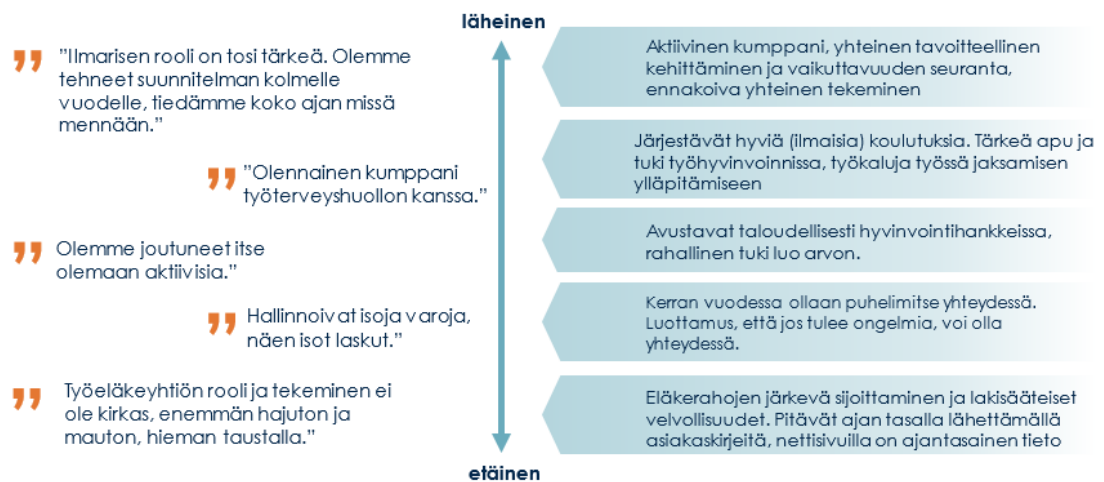 läheinen
”Ilmarisen rooli on tosi tärkeä. Olemme
tehneet suunnitelman kolmelle
vuodelle, tiedämme koko ajan missä
mennään.”
”Olennainen kumppani
työterveyshuollon kanssa.”
Olemme joutuneet itse
olemaan aktiivisia.”
Hallinnoivat isoja varoja,
näen isot laskut.”
Työeläkeyhtiön rooli ja tekeminen ei
ole kirkas, enemmän hajuton ja
mauton, hieman taustalla.”
Aktiivinen kumppani, yhteinen tavoitteellinen
kehittäminen ja vaikuttavuuden seuranta,
ennakoiva yhteinen tekeminen
Järjestävät hyviä (ilmaisia) koulutuksia. Tärkeä apu ja
tuki työhyvinvoinnissa, työkaluja työssä jaksamisen
ylläpitämiseen
Avustavat taloudellisesti hyvinvointihankkeissa,
rahallinen tuki luo arvon.
Kerran vuodessa ollaan puhelimitse yhteydessä.
Luottamus, että jos tulee ongelmia, voi olla
yhteydessä.
Eläkerahojen järkevä sijoittaminen ja lakisääteiset
velvollisuudet. Pitävät ajan tasalla lähettämällä
asiakaskirjeitä, nettisivuilla on ajantasainen tieto
etäinen